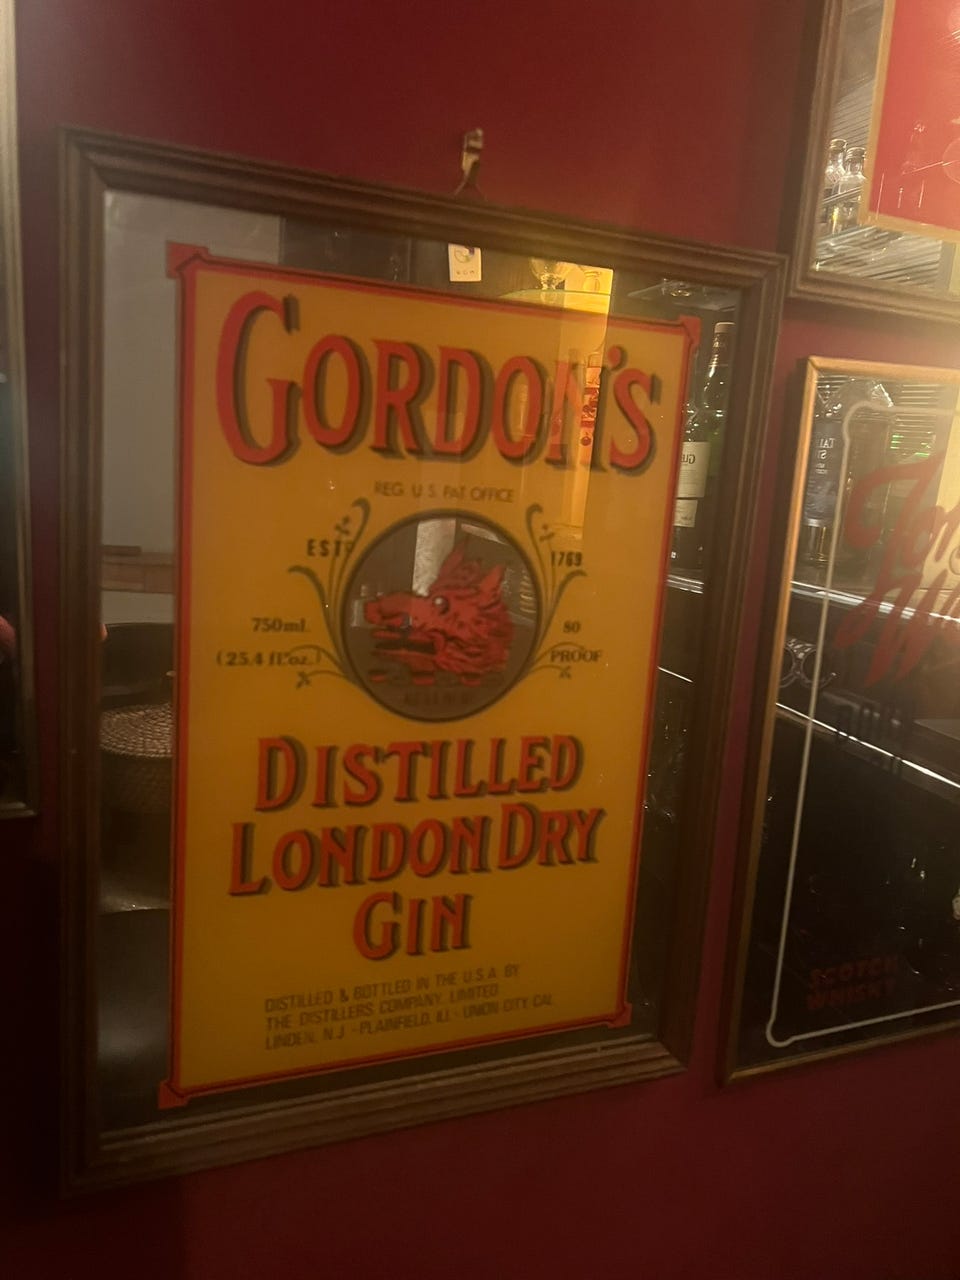 GORDON'S
REG. U.S. PAT OFFICE
ESTD 1769
750ml. 80
(25.4 fl.oz.) PROOF
DISTILLED
LONDON DRY
GIN
DISTILLED & BOTTLED IN THE U.S.A. BY
THE DISTILLERS COMPANY, LIMITED
LINDEN, N.J. - PLAINFIELD, ILL. - UNION CITY, CAL.
SCOTCH
WHISKY